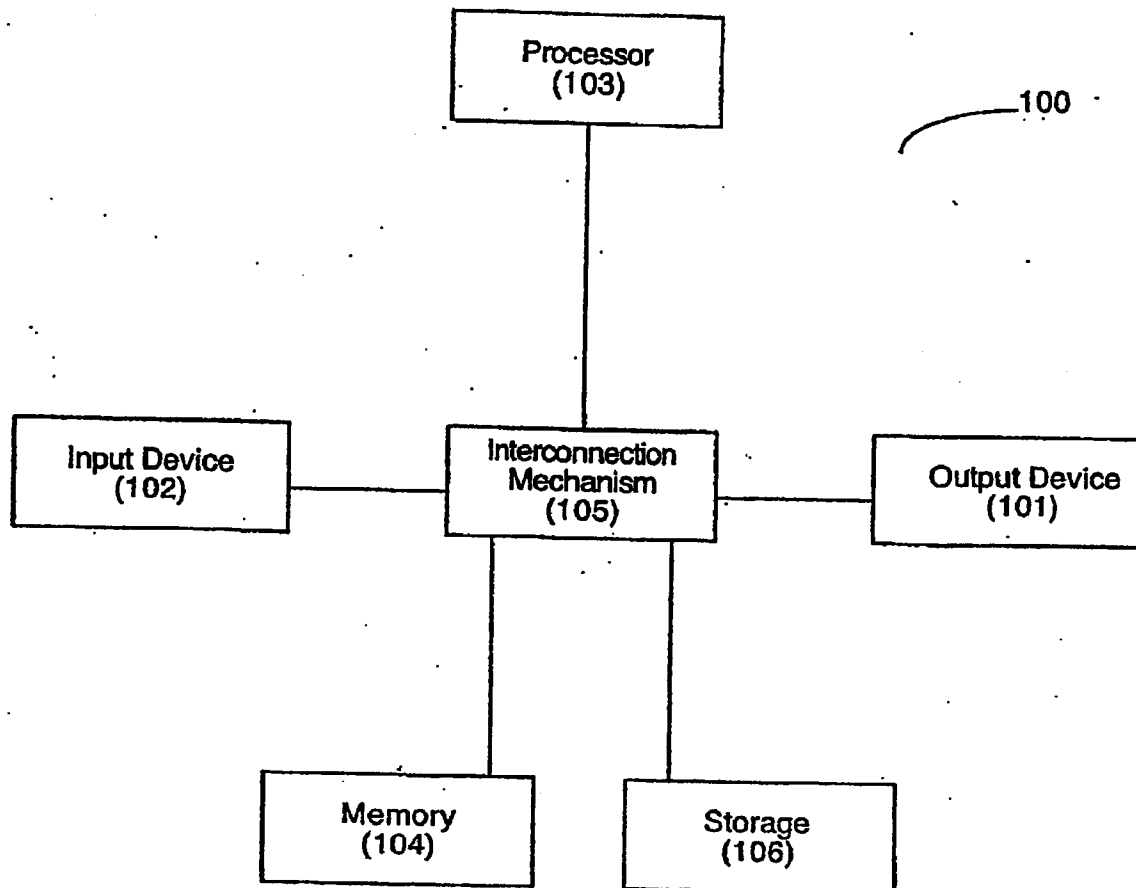 Processor
(103)
100
Input Device
(102)
Interconnection
Mechanism
(105)
Output Device
(101)
Memory
(104)
Storage
(106)